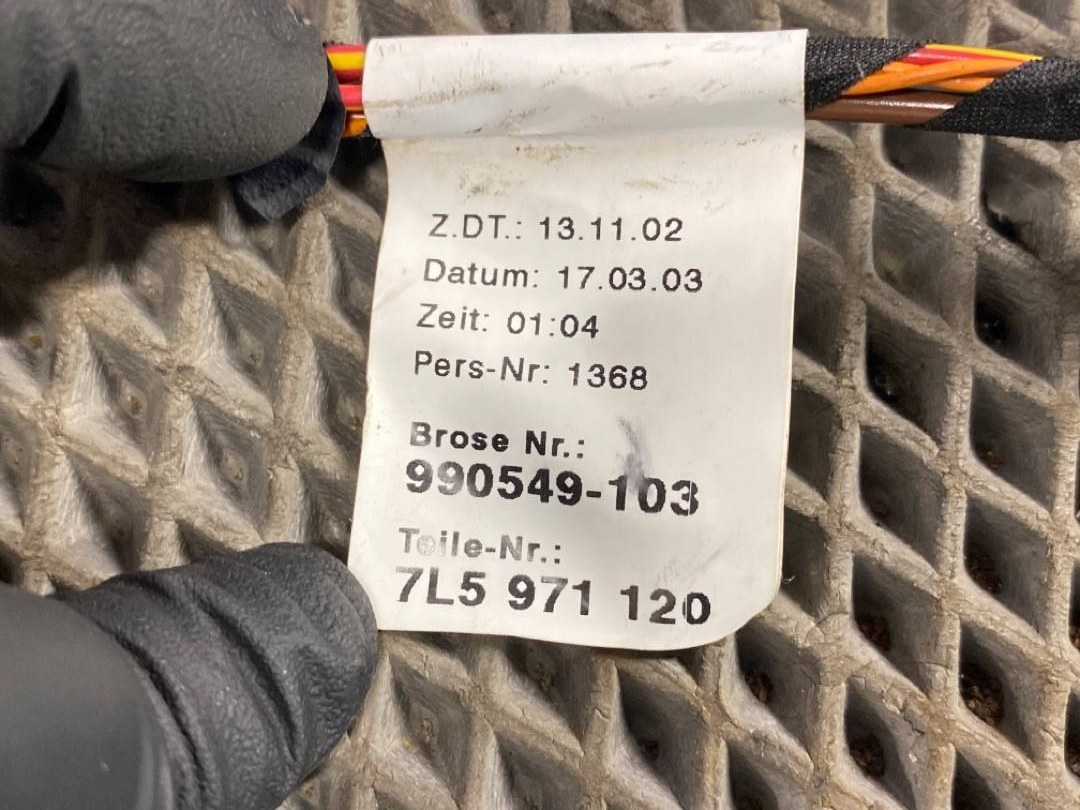 Z.DT.: 13.11.02
Datum: 17.03.03
Zeit: 01:04
Pers-Nr: 1368
Brose Nr.:
990549-103
Teile-Nr.:
7L5 971 120